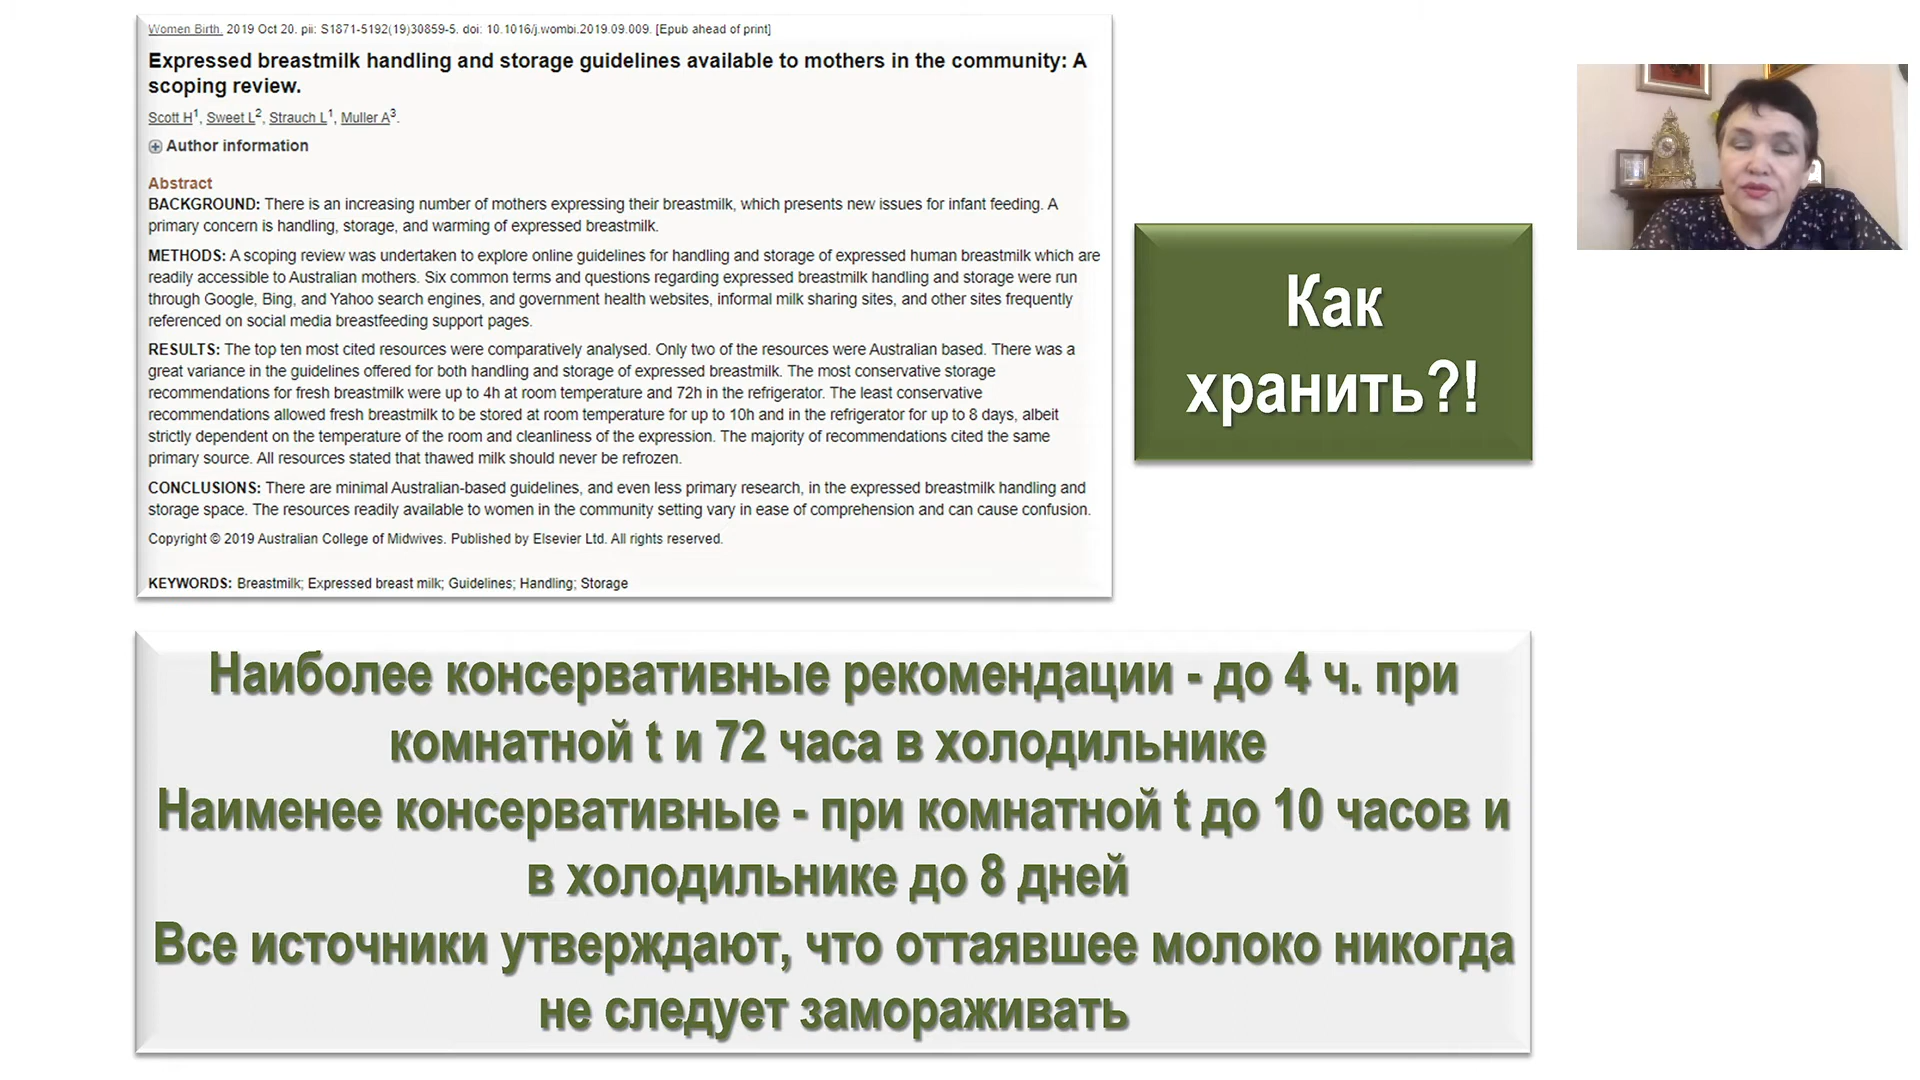 Women Birth. 2019 Oct 20. pii: S1871-5192(19)30859-5. doi: 10.1016/j.wombi.2019.09.009. [Epub ahead of print]
Expressed breastmilk handling and storage guidelines available to mothers in the community: A
scoping review.
Scott H1, Sweet L2, Strauch L1, Muller A3.
Author information
Abstract
BACKGROUND: There is an increasing number of mothers expressing their breastmilk, which presents new issues for infant feeding. A
primary concern is handling, storage, and warming of expressed breastmilk.
METHODS: A scoping review was undertaken to explore online guidelines for handling and storage of expressed human breastmilk which are
readily accessible to Australian mothers. Six common terms and questions regarding expressed breastmilk handling and storage were run
through Google, Bing, and Yahoo search engines, and government health websites, informal milk sharing sites, and other sites frequently
referenced on social media breastfeeding support pages.
RESULTS: The top ten most cited resources were comparatively analysed. Only two of the resources were Australian based. There was a
great variance in the guidelines offered for both handling and storage of expressed breastmilk. The most conservative storage
recommendations for fresh breastmilk were up to 4h at room temperature and 72h in the refrigerator. The least conservative
recommendations allowed fresh breastmilk to be stored at room temperature for up to 10h and in the refrigerator for up to 8 days, albeit
strictly dependent on the temperature of the room and cleanliness of the expression. The majority of recommendations cited the same
primary source. All resources stated that thawed milk should never be refrozen.
CONCLUSIONS: There are minimal Australian-based guidelines, and even less primary research, in the expressed breastmilk handling and
storage space. The resources readily available to women in the community setting vary in ease of comprehension and can cause confusion.
Copyright © 2019 Australian College of Midwives. Published by Elsevier Ltd. All rights reserved.
KEYWORDS: Breastmilk; Expressed breast milk; Guidelines; Handling; Storage
Как
хранить?!
Наиболее консервативные рекомендации - до 4 ч. при
комнатной t и 72 часа в холодильнике
Наименее консервативные - при комнатной t до 10 часов и
в холодильнике до 8 дней
Все источники утверждают, что оттаявшее молоко никогда
не следует замораживать